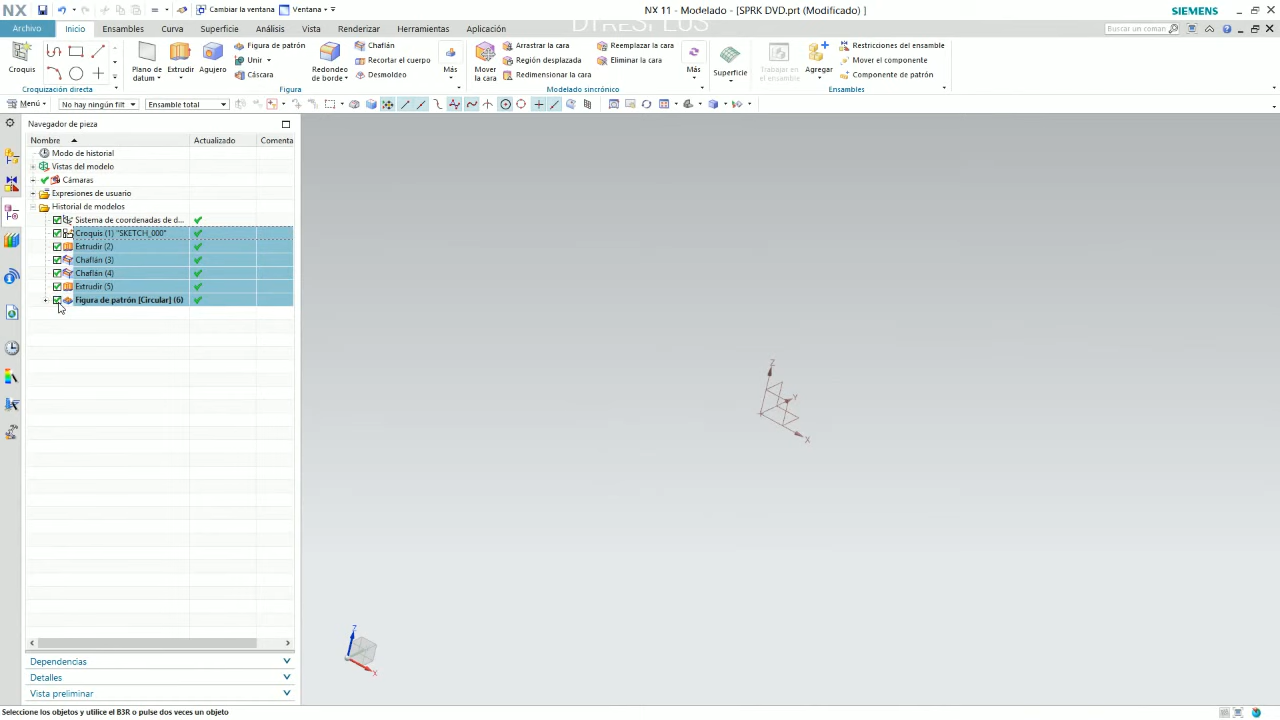 NX
Cambiar la ventana
Ventana
NX 11 - Modelado - [SPRK DVD.prt (Modificado) ]
DTRESPLUS
SIEMENS
Archivo
Inicio
Ensambles
Curva
Superficie
Análisis
Vista
Renderizar
Herramientas
Aplicación
Buscar un coman
Croquis
Croquización directa
Plano de datum
Extrudir
Agujero
Figura de patrón
Unir
Cáscara
Redondeo de borde
Chaflán
Recortar el cuerpo
Desmoldeo
Más
Figura
Mover la cara
Arrastrar la cara
Región desplazada
Redimensionar la cara
Reemplazar la cara
Eliminar la cara
Más
Modelado sincrónico
Superficie
Trabajar en el ensamble
Agregar
Restricciones del ensamble
Mover el componente
Componente de patrón
Ensambles
Menú
No hay ningún filt
Ensamble total
Navegador de pieza
Nombre
Actualizado
Comenta
Modo de historial
Vistas del modelo
Cámaras
Expresiones de usuario
Historial de modelos
Sistema de coordenadas de d...
Croquis (1) "SKETCH_000"
Extrudir (2)
Chaflán (3)
Chaflán (4)
Extrudir (5)
Figura de patrón [Circular] (6)
Z
Y
X
Z
X
Dependencias
Detalles
Vista preliminar
Seleccione los objetos y utilice el B3R o pulse dos veces un objeto